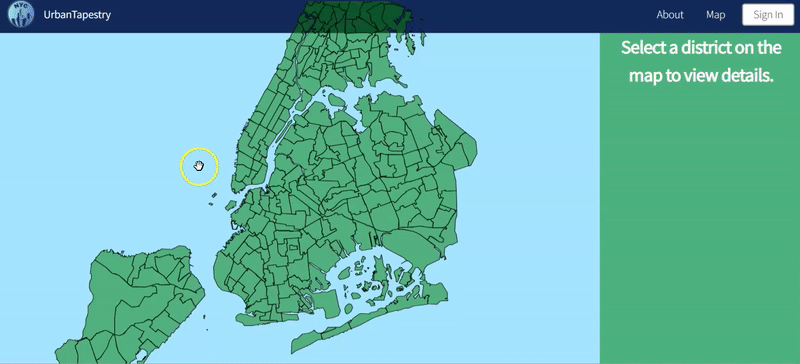 NYC
UrbanTapestry
About
Map
Sign In
Select a district on the
map to view details.